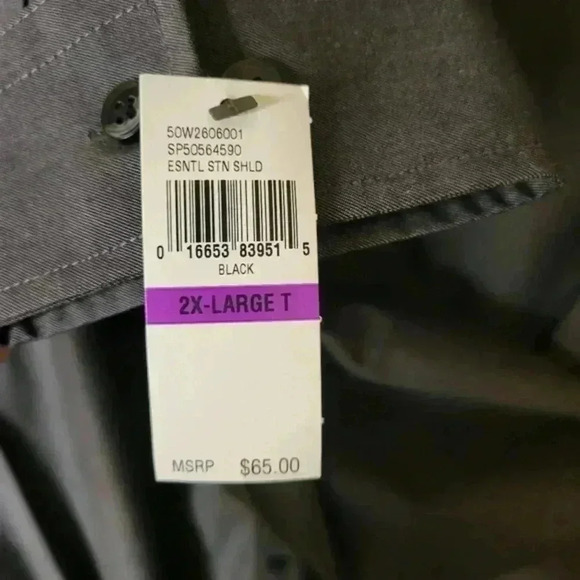 50W2606001
SP50564590
ESNTL STN SHLD
0 16653 83951 5
BLACK
2X-LARGE T
MSRP $65.00